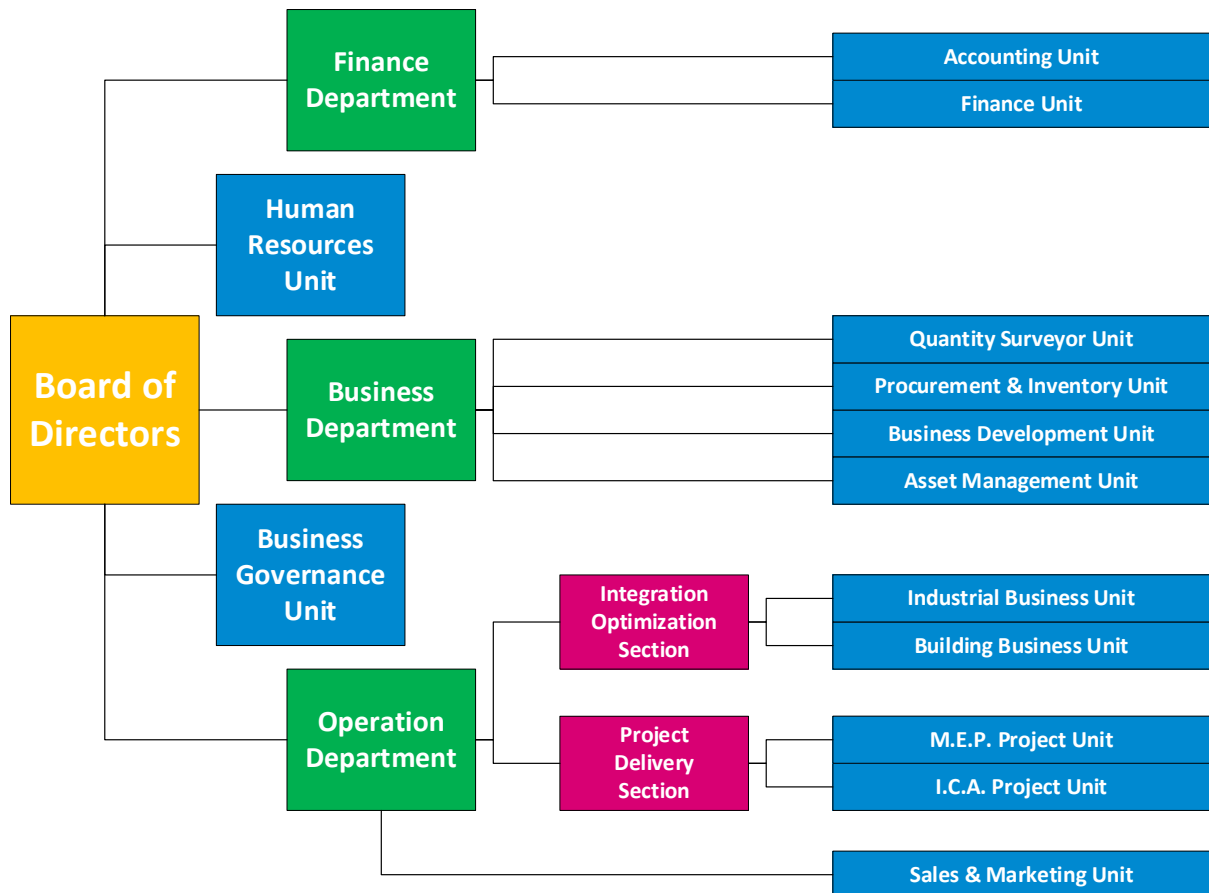 Finance
Department
Accounting Unit
Finance Unit
Human
Resources
Unit
Board of
Directors
Business
Department
Quantity Surveyor Unit
Procurement & Inventory Unit
Business Development Unit
Asset Management Unit
Business
Governance
Unit
Operation
Department
Integration
Optimization
Section
Industrial Business Unit
Building Business Unit
Project
Delivery
Section
M.E.P. Project Unit
I.C.A. Project Unit
Sales & Marketing Unit